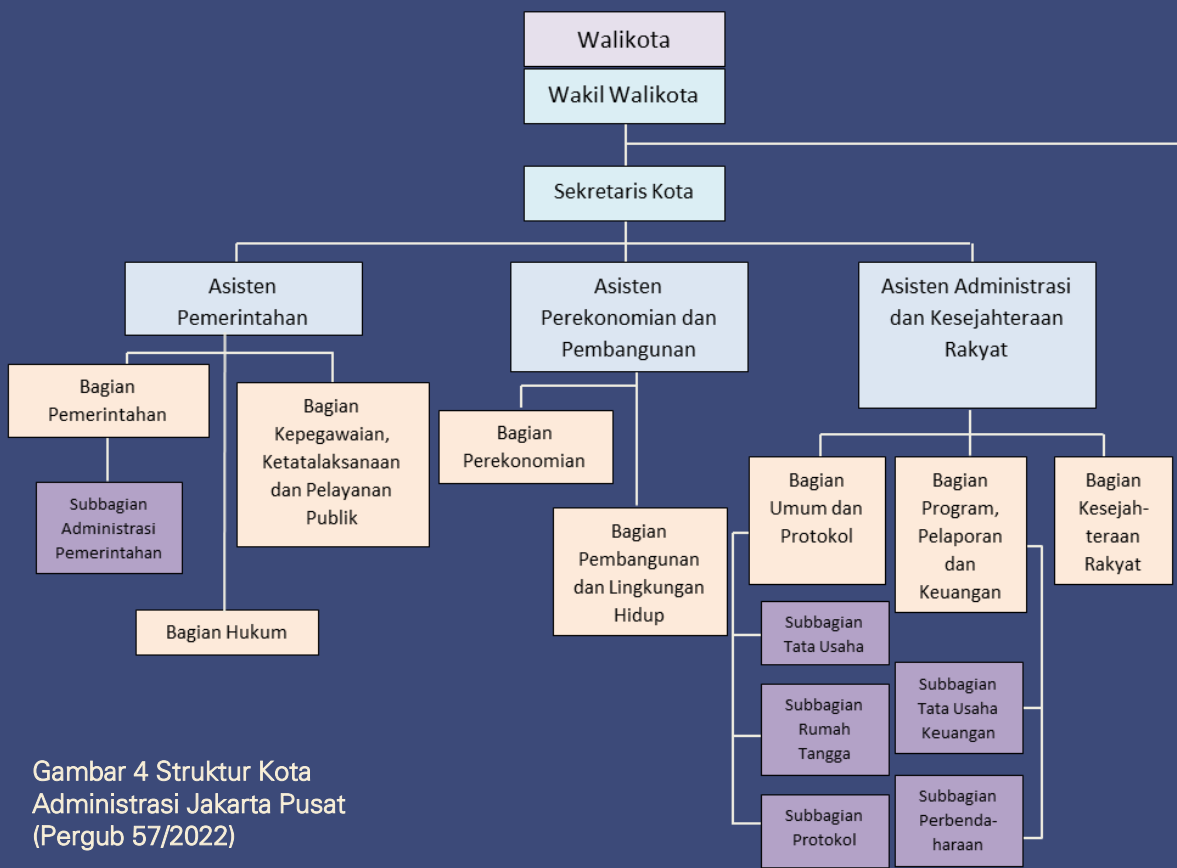 Walikota
Wakil Walikota
Sekretaris Kota
Asisten
Pemerintahan
Asisten
Perekonomian dan
Pembangunan
Asisten Administrasi
dan Kesejahteraan
Rakyat
Bagian
Pemerintahan
Bagian
Kepegawaian,
Ketatalaksanaan
dan Pelayanan
Publik
Subbagian
Administrasi
Pemerintahan
Bagian Hukum
Bagian
Perekonomian
Bagian
Pembangunan
dan Lingkungan
Hidup
Bagian
Umum dan
Protokol
Bagian
Program,
Pelaporan
dan
Keuangan
Bagian
Kesejah-
teraan
Rakyat
Subbagian
Tata Usaha
Subbagian
Rumah
Tangga
Subbagian
Protokol
Subbagian
Tata Usaha
Keuangan
Subbagian
Perbenda-
haraan
Gambar 4 Struktur Kota
Administrasi Jakarta Pusat
(Pergub 57/2022)